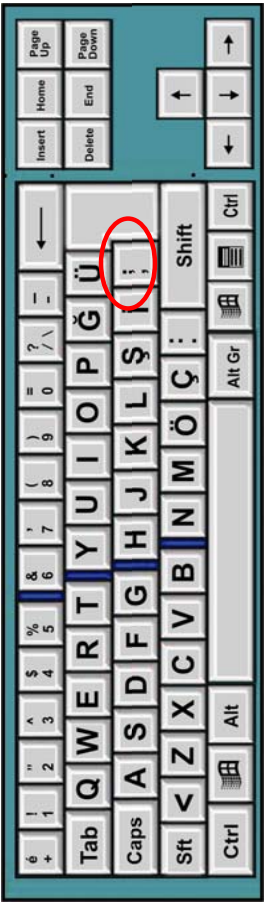 é ! " ^ $ % & ' ( ) = ? _ Insert Home Page Up
+ 1 2 3 4 5 6 7 8 9 0 / \ -
Tab Q W E R T Y U I O P Ğ Ü Delete End Page Down
Caps A S D F G H J K L Ş İ ; ,
Sft < Z X C V B N M Ö Ç : . Shift
Ctrl Alt Alt Gr Ctrl